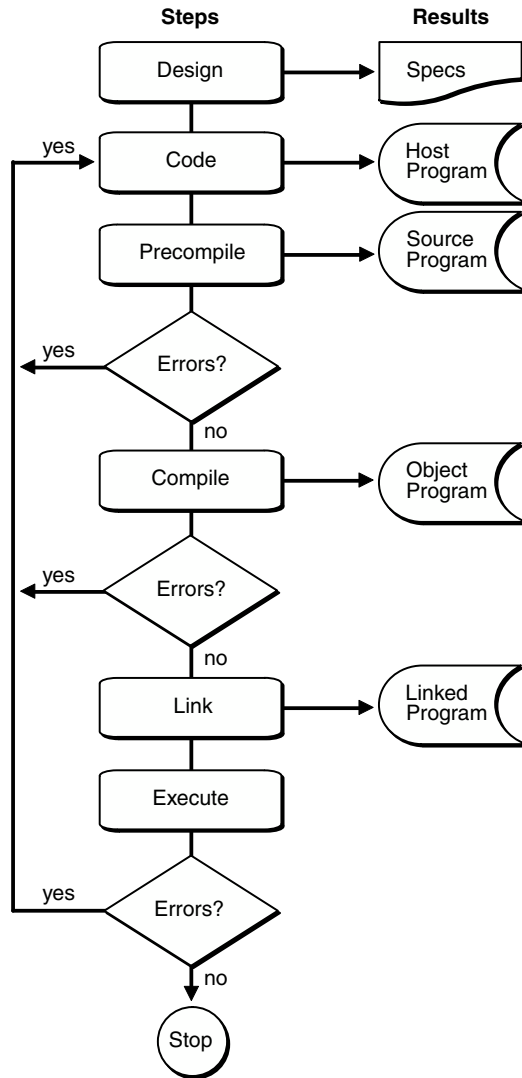 Steps
Results
Design
Specs
yes
Code
Host
Program
Precompile
Source
Program
yes
Errors?
no
Compile
Object
Program
yes
Errors?
no
Link
Linked
Program
Execute
yes
Errors?
no
Stop